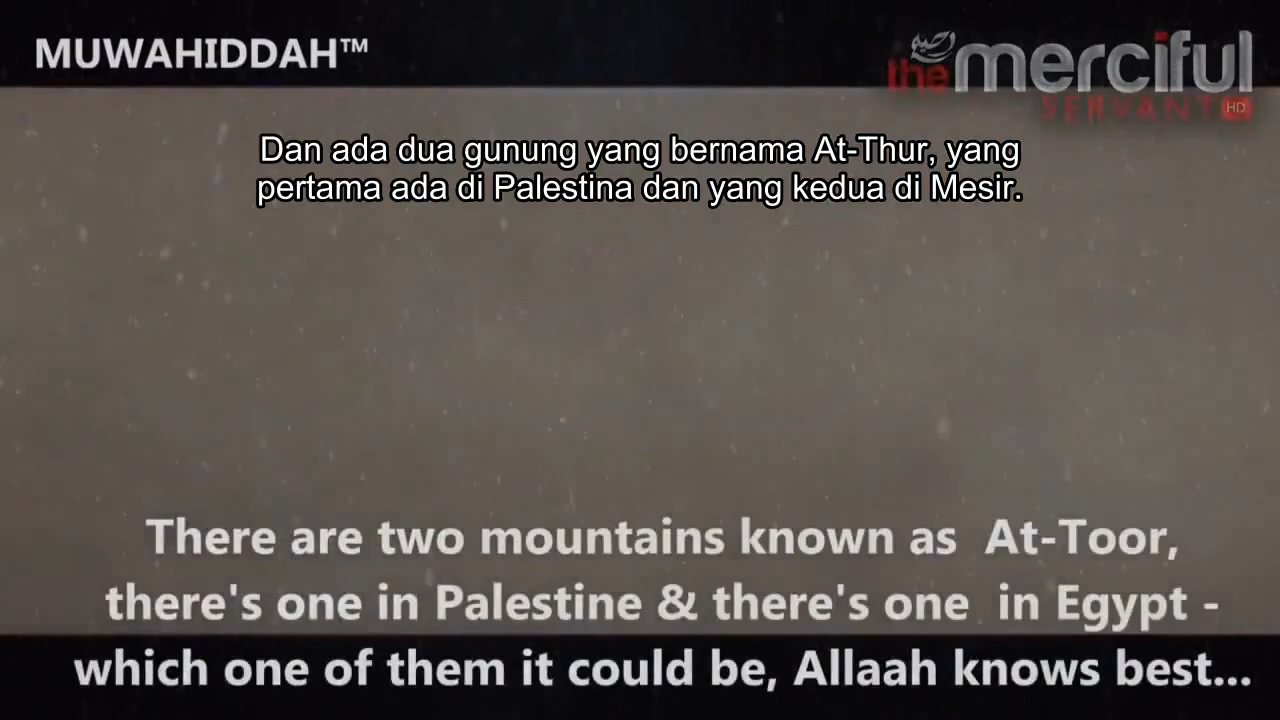 MUWAHIDDAH™
the merciful
SERVANT HD
Dan ada dua gunung yang bernama At-Thur, yang
pertama ada di Palestina dan yang kedua di Mesir.
There are two mountains known as At-Toor,
there's one in Palestine & there's one in Egypt -
which one of them it could be, Allaah knows best...